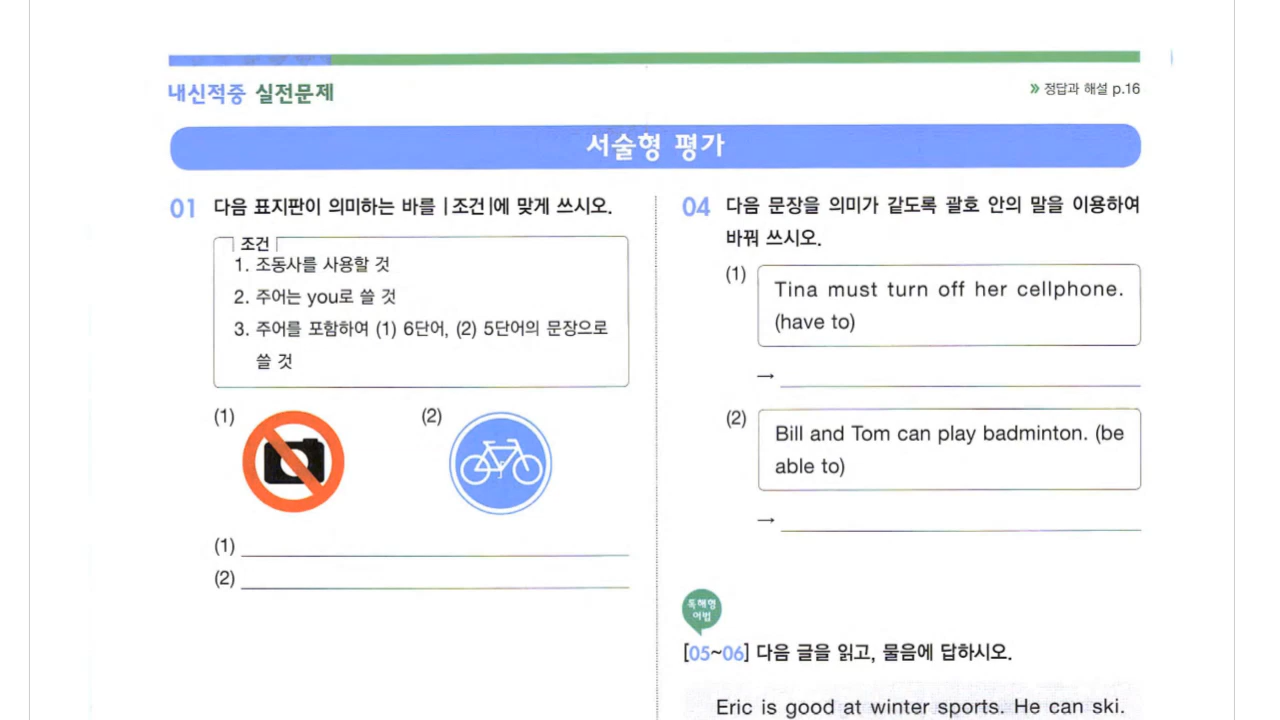 내신적중 실전문제
정답과 해설 p.16
서술형 평가
01 다음 표지판이 의미하는 바를 |조건|에 맞게 쓰시오.
조건
1. 조동사를 사용할 것
2. 주어는 you로 쓸 것
3. 주어를 포함하여 (1) 6단어, (2) 5단어의 문장으로
쓸 것
(1) (2)
(1)
(2)
04 다음 문장을 의미가 같도록 괄호 안의 말을 이용하여
바꿔 쓰시오.
(1) Tina must turn off her cellphone.
(have to)
→
(2) Bill and Tom can play badminton. (be
able to)
→
독해형
어법
[05~06] 다음 글을 읽고, 물음에 답하시오.
Eric is good at winter sports. He can ski.